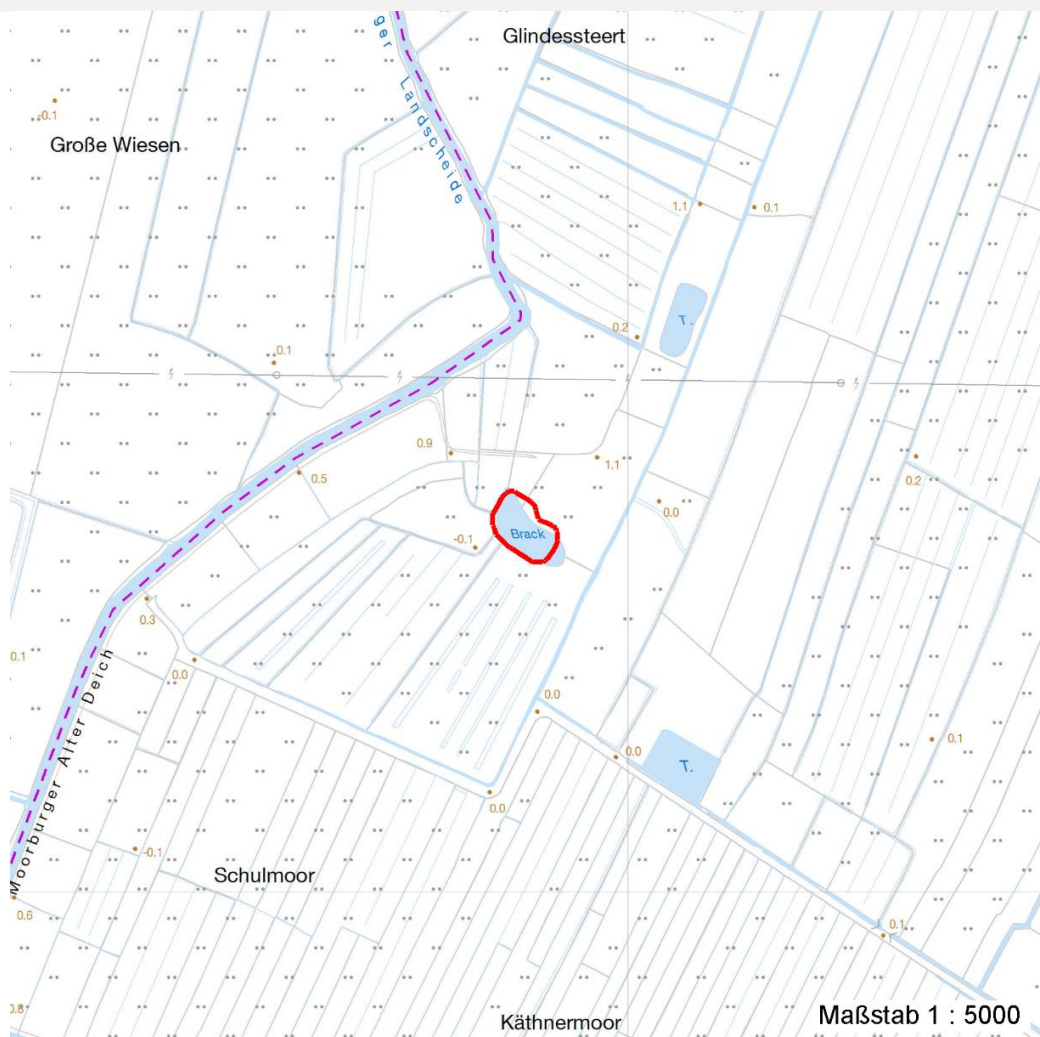 Glindessteert
ger Landscheide
-0.1
Große Wiesen
1.1
0.1
T.
0.2
0.1
0.9
1.1
0.5
0.2
0.0
Brack
-0.1
0.3
0.1
0.0
0.0
0.1
0.0
T.
Moorburger Alter Deich
0.0
-0.1
Schulmoor
0.6
0.1
0.8
Käthnermoor
Maßstab 1 : 5000